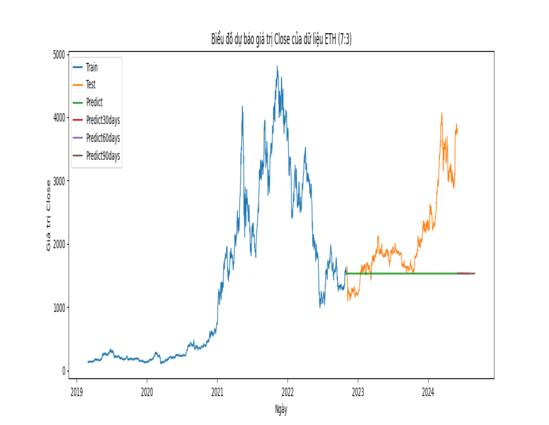 Biểu đồ dự báo giá trị Close của dữ liệu ETH (7:3)
Train
Test
Predict
Predict30days
Predict60days
Predict90days
Giá trị Close
5000
4000
3000
2000
1000
0
2019
2020
2021
2022
2023
2024
Ngày